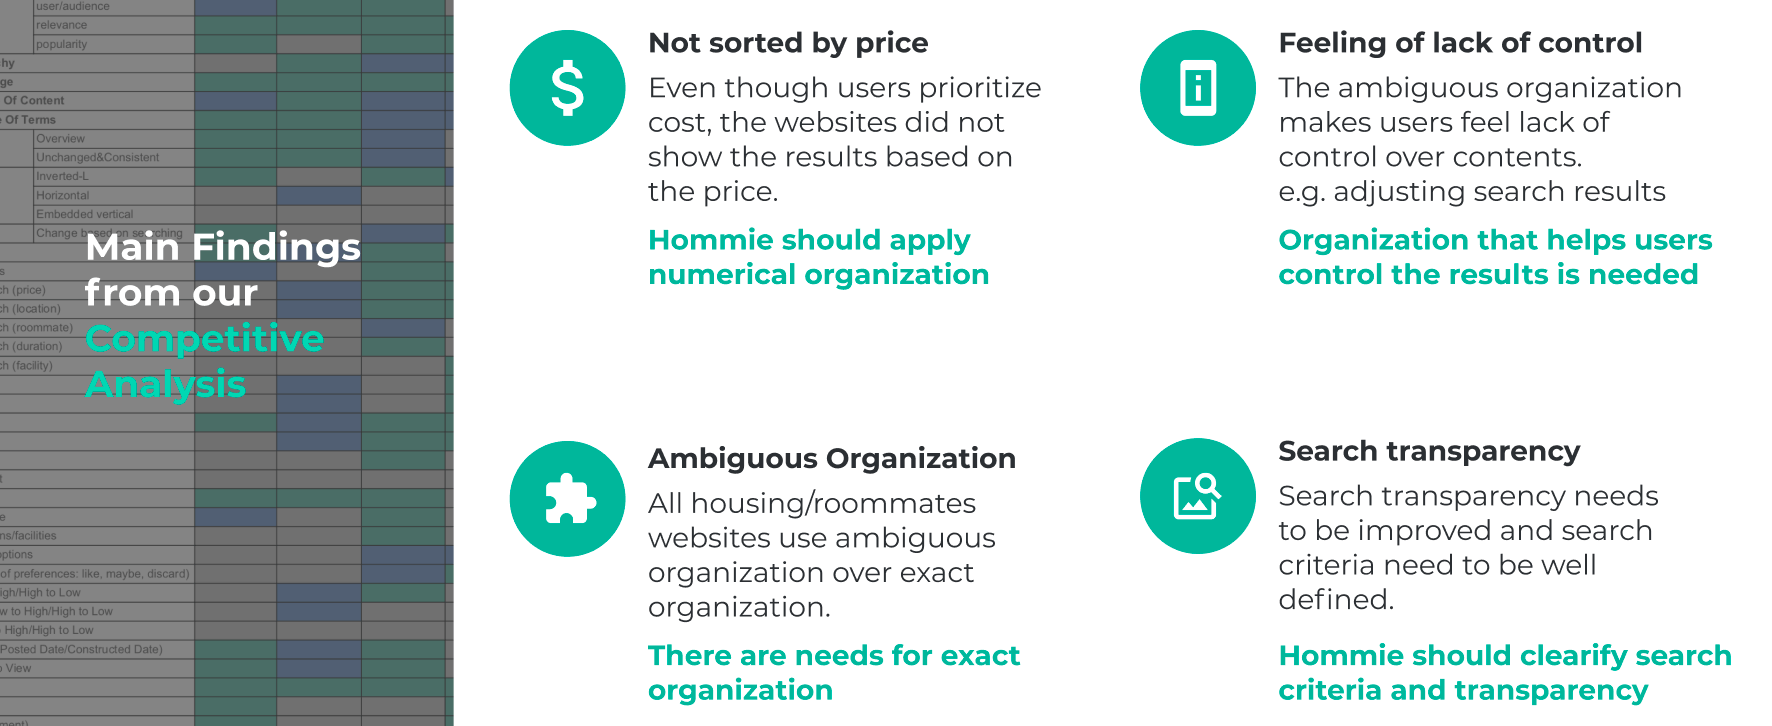 user/audience
relevance
popularity
hy
ge
Of Content
Of Terms
Overview
Unchanged&Consistent
Inverted-L
Horizontal
Embedded vertical
Change based on searching
s
ch (price)
ch (location)
ch (roommate)
ch (duration)
ch (facility)
t
e
ns/facilities
options
of preferences: like, maybe, discard)
igh/High to Low
w to High/High to Low
High/High to Low
Posted Date/Constructed Date)
o View
ment)
Main Findings
from our
Competitive
Analysis
Not sorted by price
Even though users prioritize
cost, the websites did not
show the results based on
the price.
Hommie should apply
numerical organization
Feeling of lack of control
The ambiguous organization
makes users feel lack of
control over contents.
e.g. adjusting search results
Organization that helps users
control the results is needed
Ambiguous Organization
All housing/roommates
websites use ambiguous
organization over exact
organization.
There are needs for exact
organization
Search transparency
Search transparency needs
to be improved and search
criteria need to be well
defined.
Hommie should clearify search
criteria and transparency